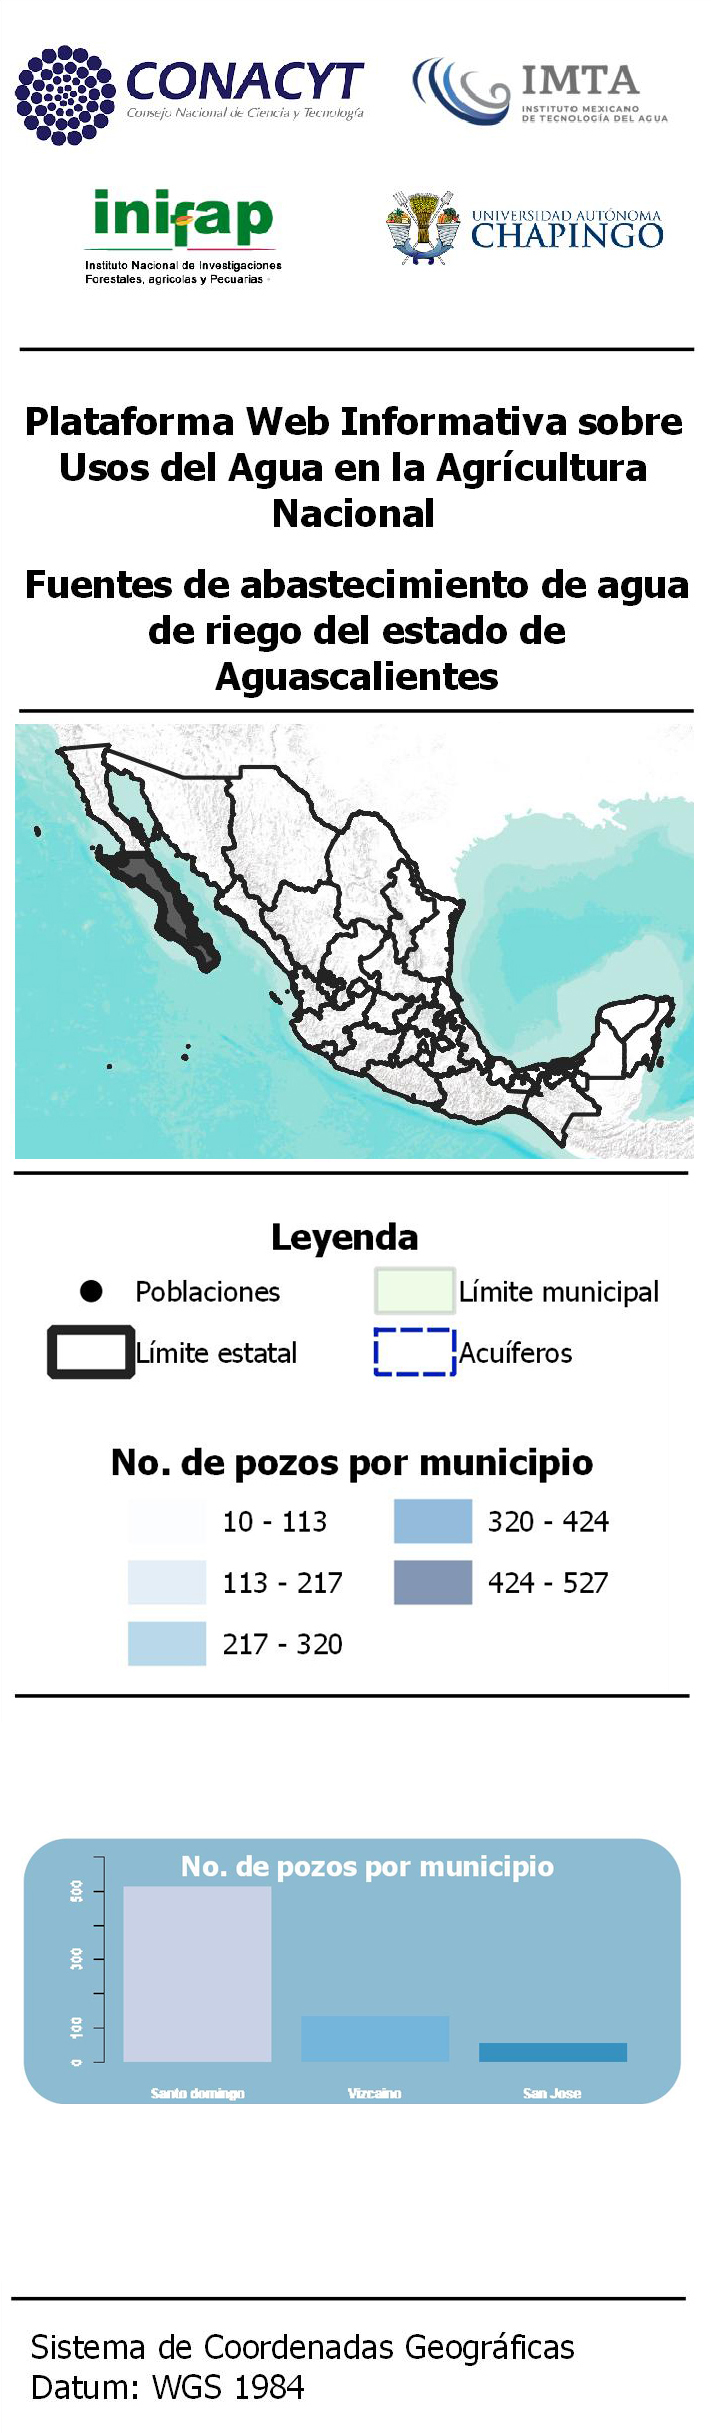 CONACYT
Consejo Nacional de Ciencia y Tecnología
IMTA
INSTITUTO MEXICANO
DE TECNOLOGÍA DEL AGUA
inifap
Instituto Nacional de Investigaciones
Forestales, agricolas y Pecuarias
UNIVERSIDAD AUTÓNOMA
CHAPINGO
Plataforma Web Informativa sobre
Usos del Agua en la Agrícultura
Nacional
Fuentes de abastecimiento de agua
de riego del estado de
Aguascalientes
Leyenda
Poblaciones
Límite municipal
Límite estatal
Acuíferos
No. de pozos por municipio
10 - 113
320 - 424
113 - 217
424 - 527
217 - 320
No. de pozos por municipio
500
300
100
0
Santo domingo
Vizcaino
San Jose
Sistema de Coordenadas Geográficas
Datum: WGS 1984